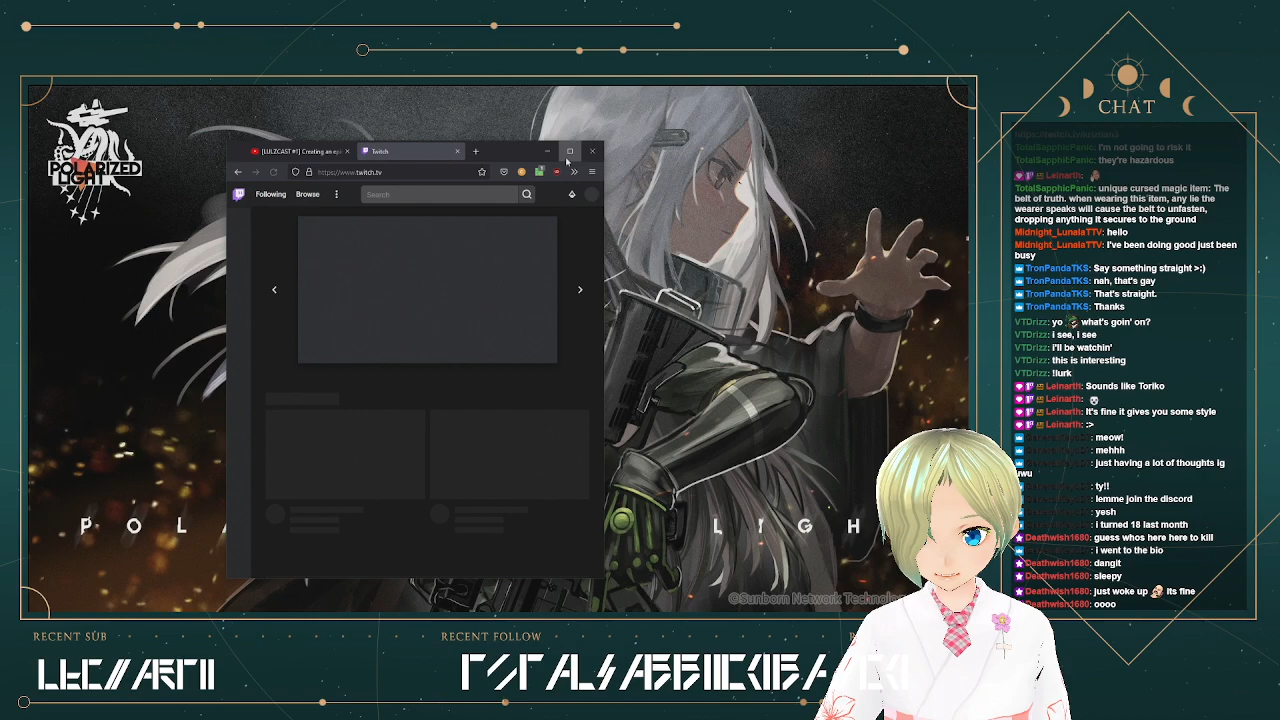 POLARIZED
LIGHT
[LULZCAST #1] Creating an epi
Twitch
https://www.twitch.tv
Following
Browse
Search
P O L A
L I G H
©Sunborn Network Technolo
CHAT
TotalSapphicPanic: I'm not going to risk it
TotalSapphicPanic: they're hazardous
Leinarth:
TotalSapphicPanic: unique cursed magic item: The
belt of truth. when wearing this item, any lie the
wearer speaks will cause the belt to unfasten,
dropping anything it secures to the ground
Midnight_LunalaTTV: hello
Midnight_LunalaTTV: I've been doing good just been
busy
TronPandaTKS: Say something straight >:)
TronPandaTKS: nah, that's gay
TronPandaTKS: That's straight.
TronPandaTKS: Thanks
VTDrizz: yo what's goin' on?
VTDrizz: i see, i see
VTDrizz: i'll be watchin'
VTDrizz: this is interesting
VTDrizz: !lurk
Leinarth: Sounds like Toriko
Leinarth:
Leinarth: It's fine it gives you some style
Leinarth: :>
meow!
mehhh
just having a lot of thoughts ig
uwu
ty!!
lemme join the discord
yesh
i turned 18 last month
Deathwish1680: guess whos here here to kill
i went to the bio
Deathwish1680: dangit
Deathwish1680: sleepy
Deathwish1680: just woke up its fine
Deathwish1680: oooo
RECENT SUB
RECENT FOLLOW